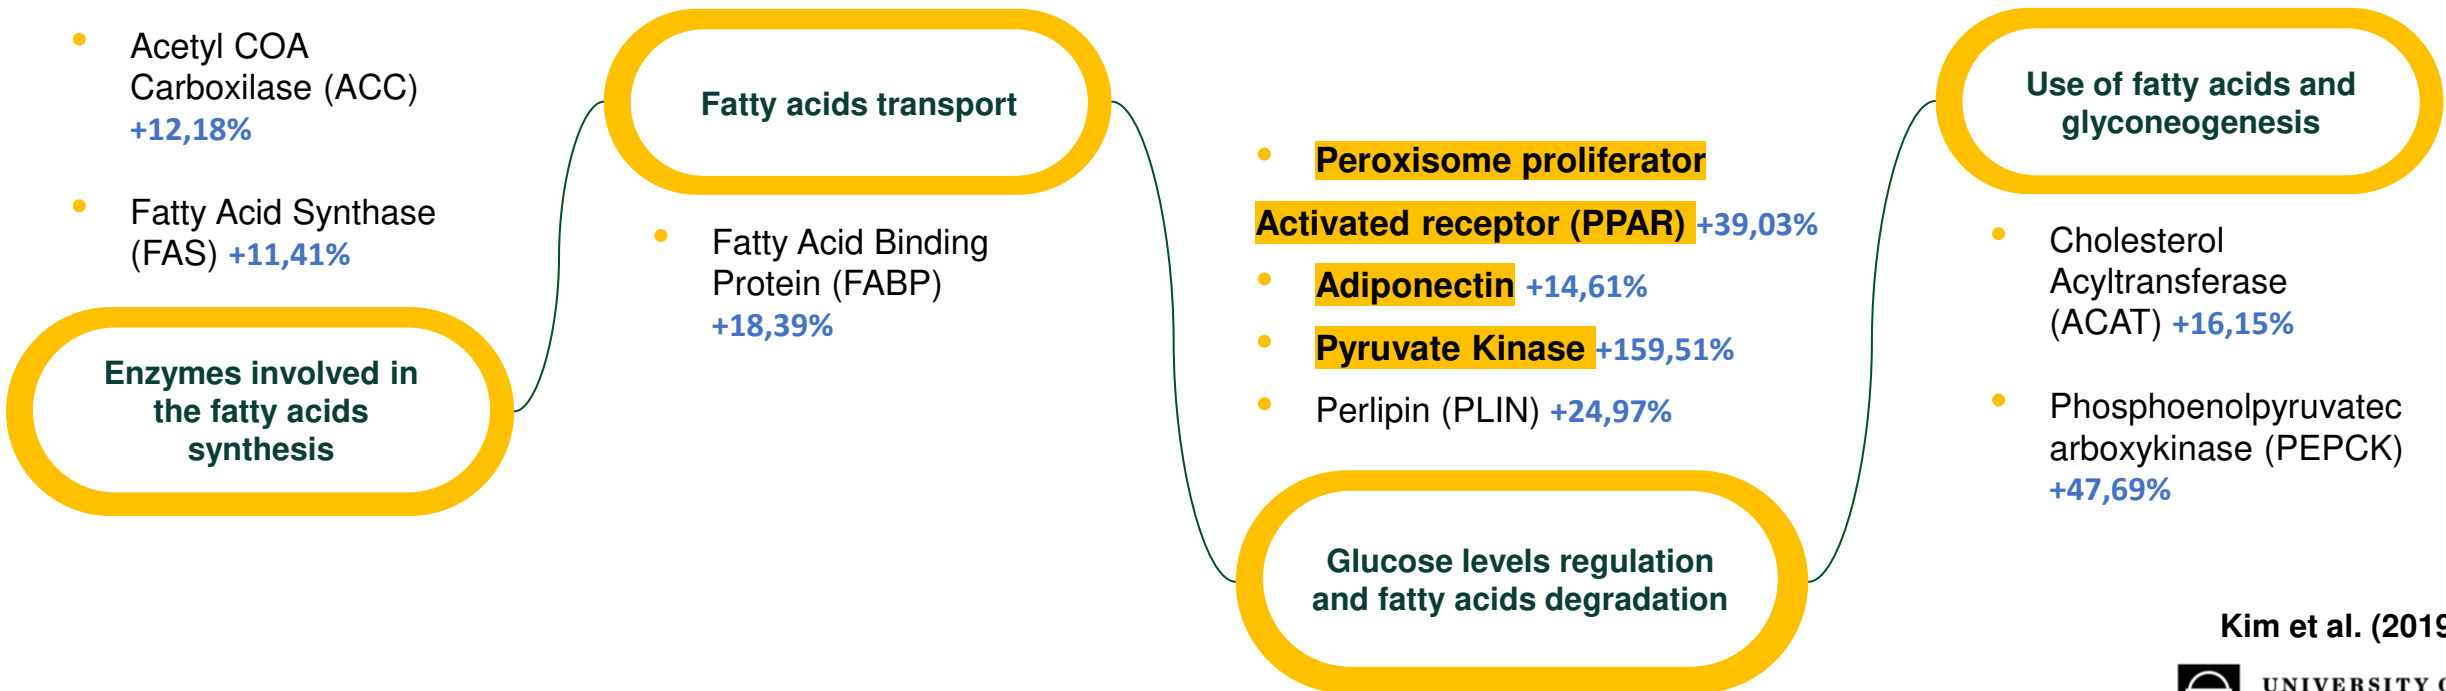 Acetyl COA
Carboxilase (ACC)
+12,18%
Fatty Acid Synthase
(FAS) +11,41%
Enzymes involved in
the fatty acids
synthesis
Fatty acids transport
Fatty Acid Binding
Protein (FABP)
+18,39%
Peroxisome proliferator
Activated receptor (PPAR) +39,03%
Adiponectin +14,61%
Pyruvate Kinase +159,51%
Perlipin (PLIN) +24,97%
Glucose levels regulation
and fatty acids degradation
Use of fatty acids and
glyconeogenesis
Cholesterol
Acyltransferase
(ACAT) +16,15%
Phosphoenolpyruvatec
arboxykinase (PEPCK)
+47,69%
Kim et al. (2019
UNIVERSITY